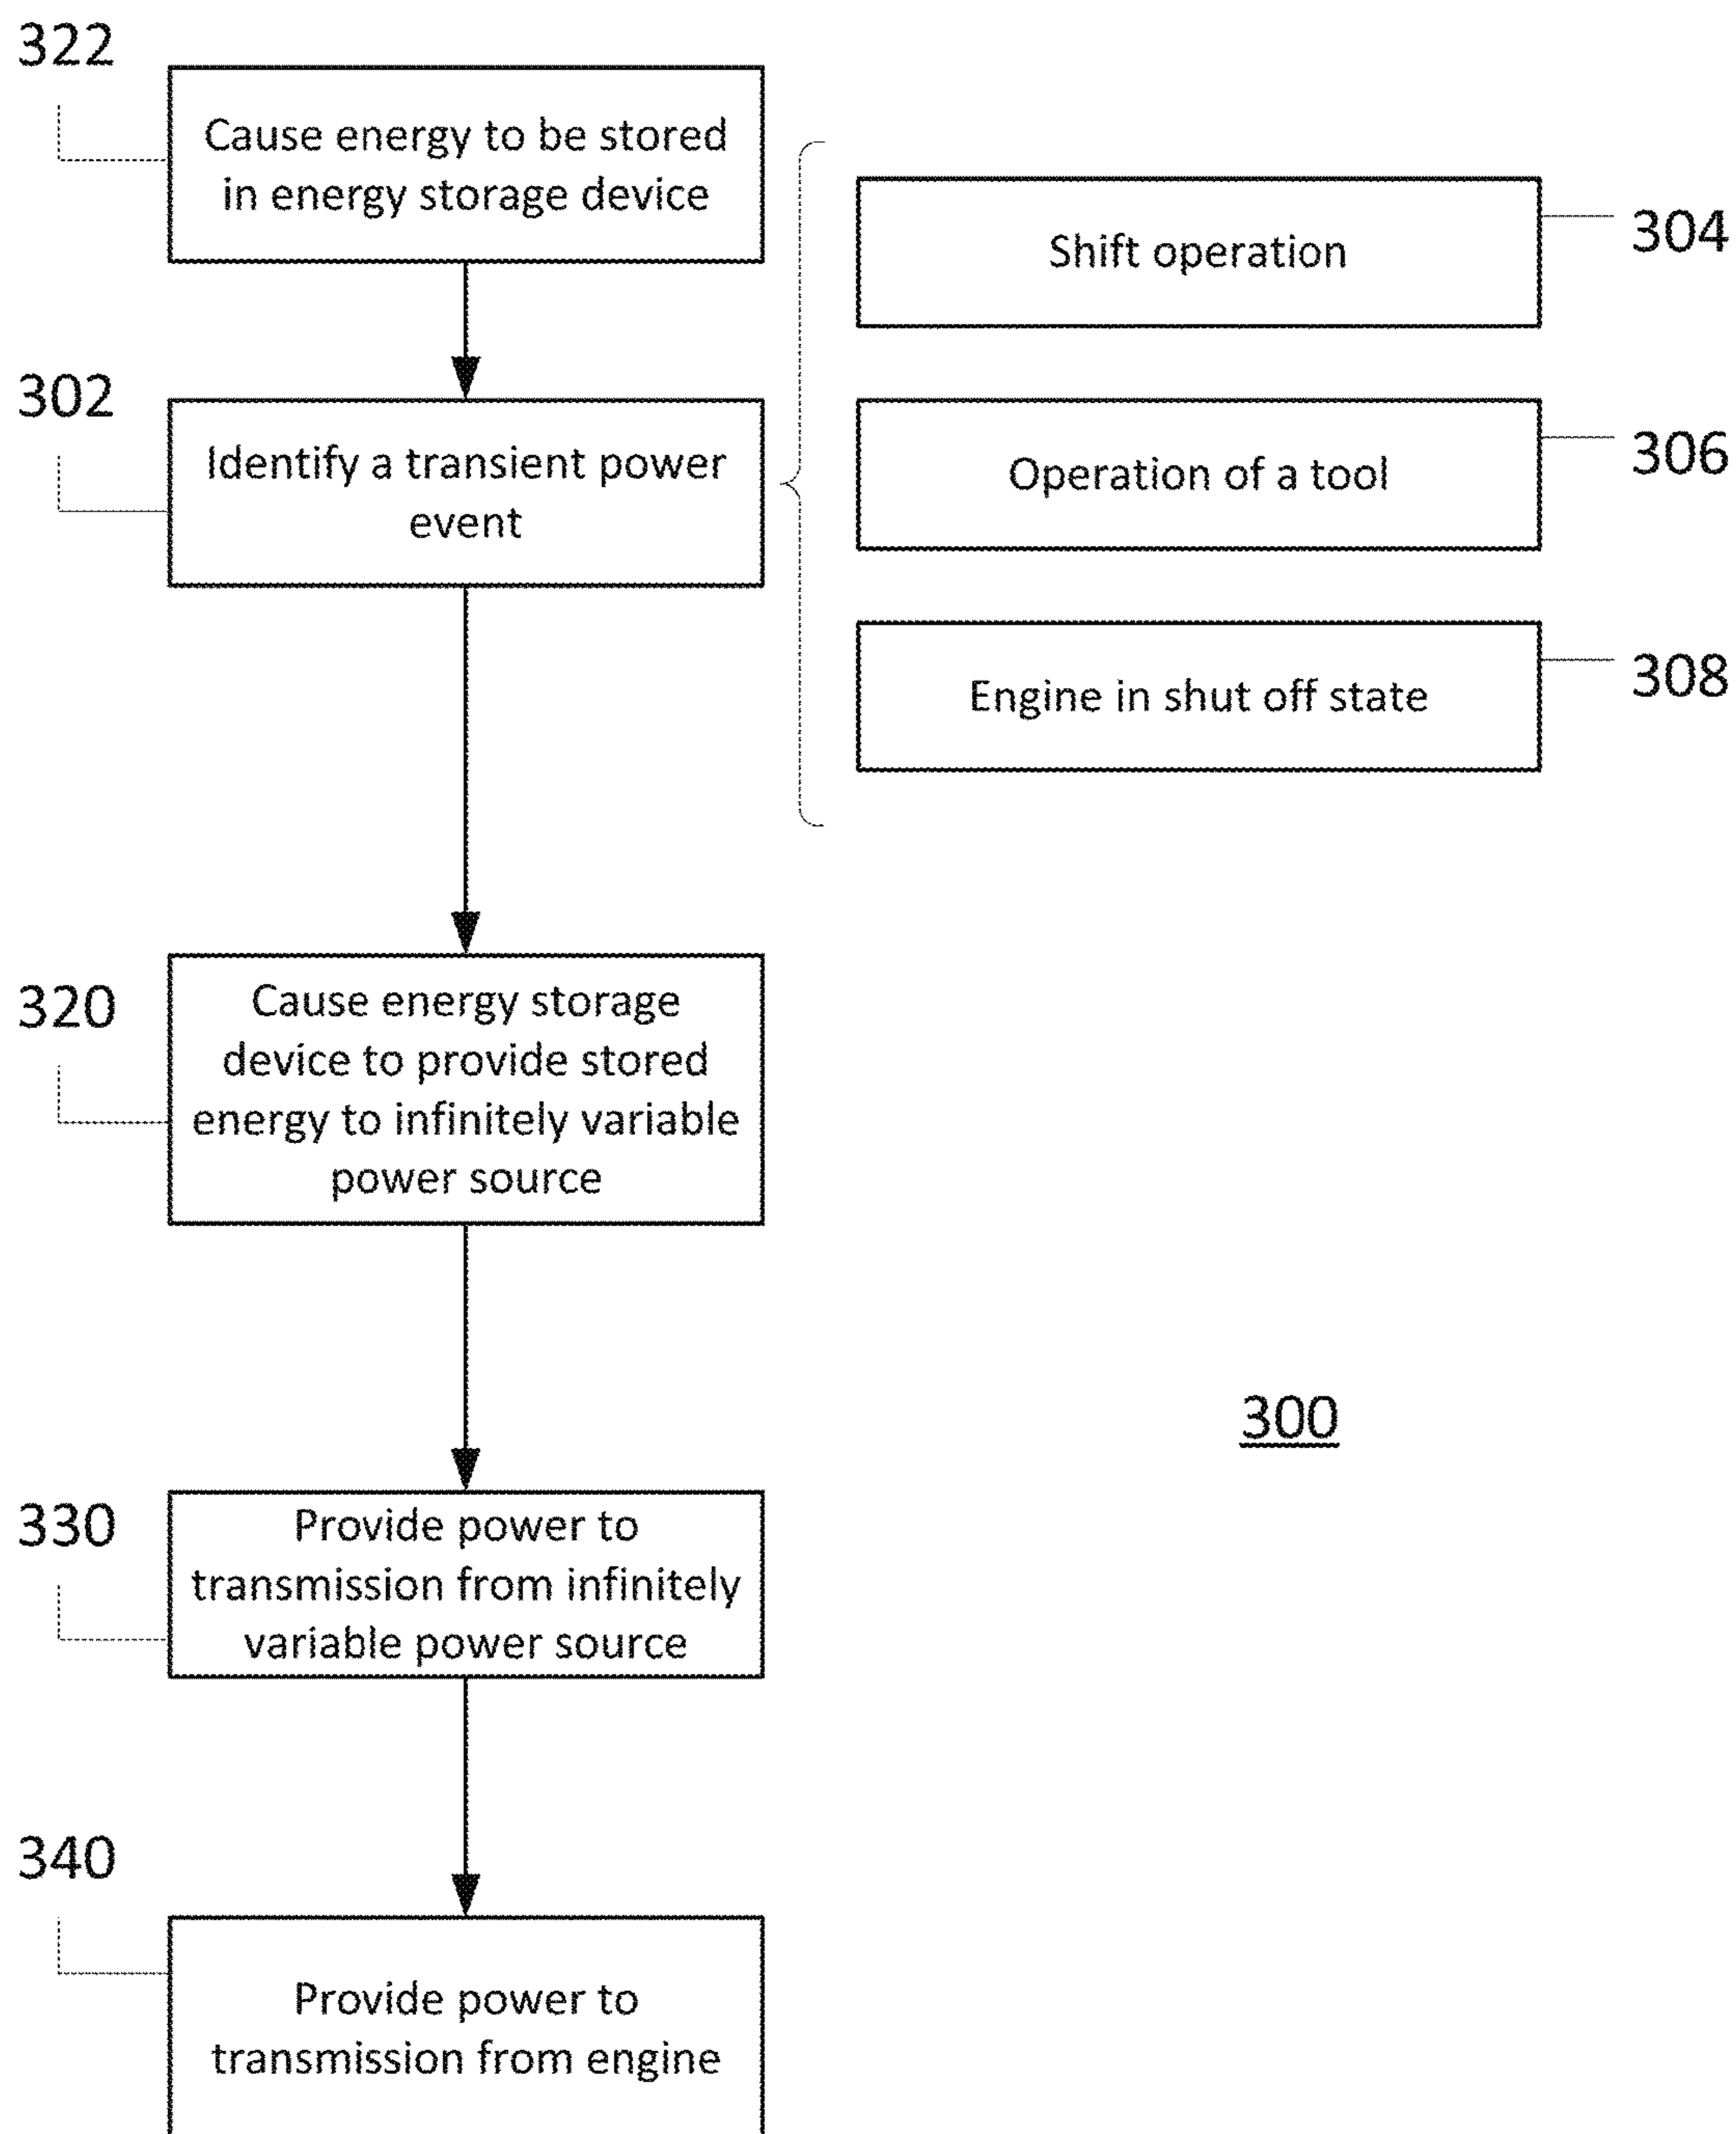 322
Cause energy to be stored
in energy storage device
302
Identify a transient power
event
Shift operation
304
Operation of a tool
306
Engine in shut off state
308
320
Cause energy storage
device to provide stored
energy to infinitely variable
power source
300
330
Provide power to
transmission from infinitely
variable power source
340
Provide power to
transmission from engine